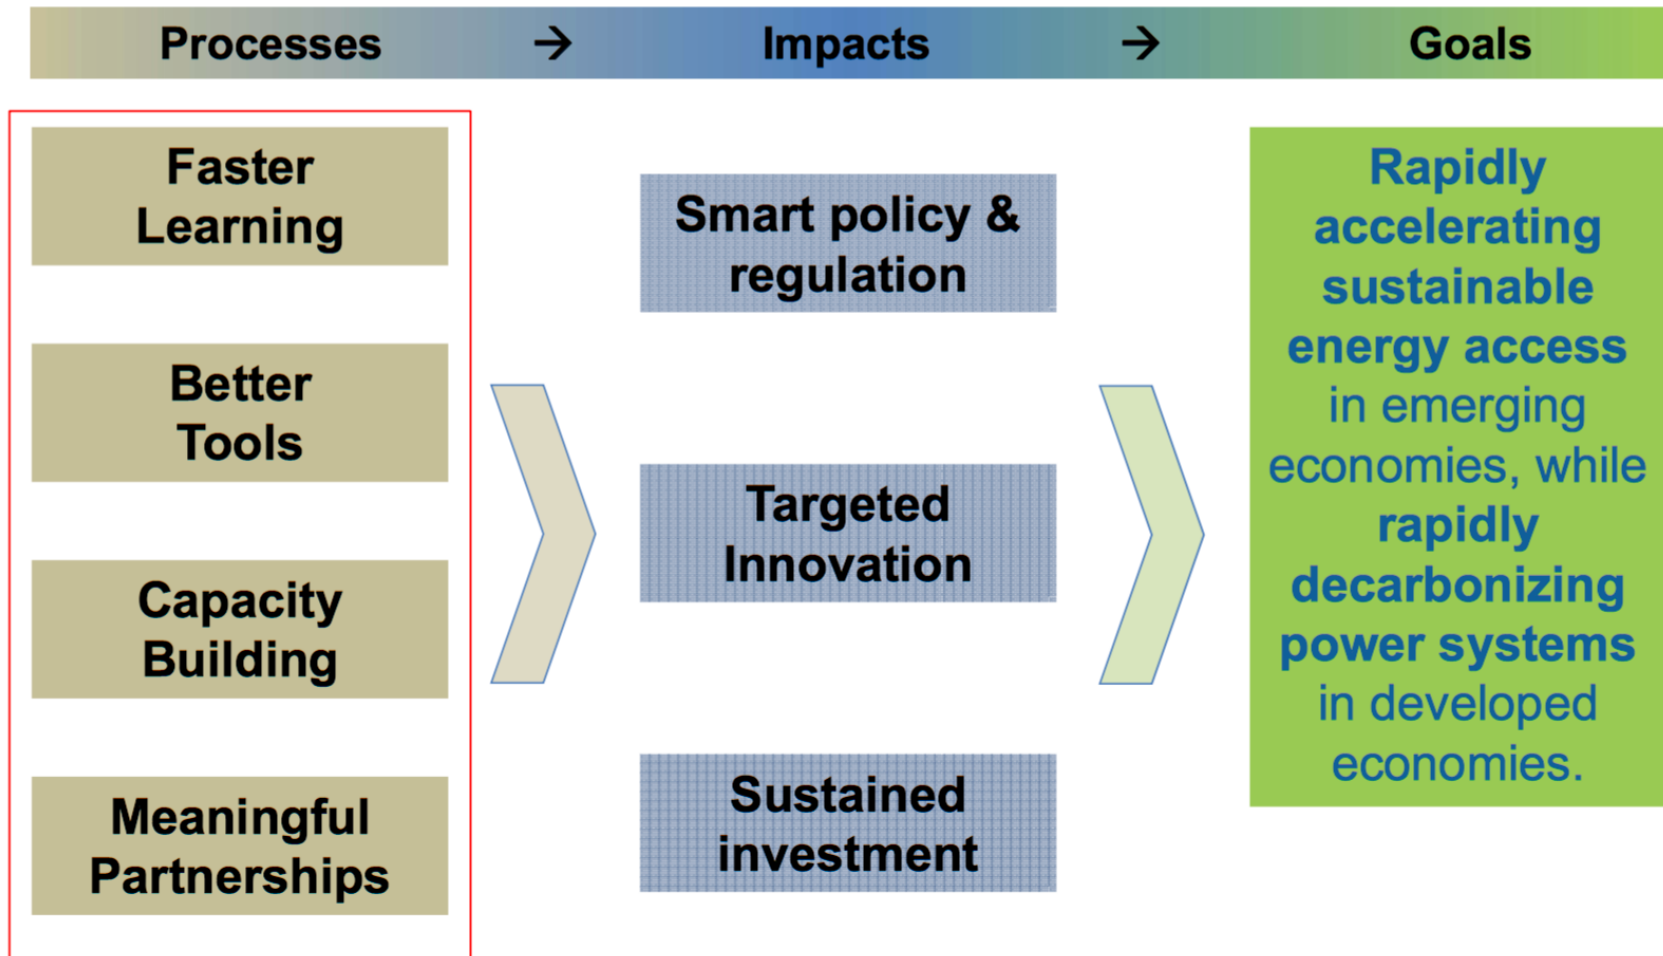 Processes → Impacts → Goals
Faster
Learning
Better
Tools
Capacity
Building
Meaningful
Partnerships
Smart policy &
regulation
Targeted
Innovation
Sustained
investment
Rapidly
accelerating
sustainable
energy access
in emerging
economies, while
rapidly
decarbonizing
power systems
in developed
economies.